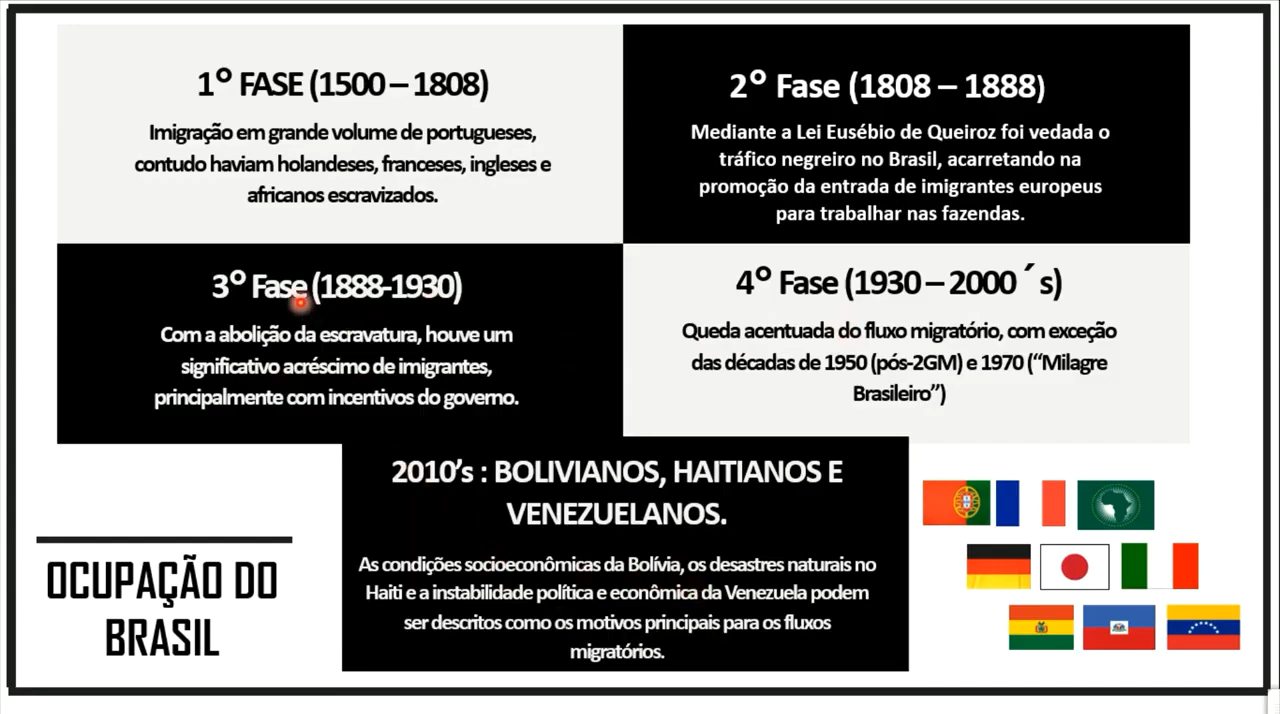 1° FASE (1500 – 1808)
Imigração em grande volume de portugueses,
contudo haviam holandeses, franceses, ingleses e
africanos escravizados.
2° Fase (1808 – 1888)
Mediante a Lei Eusébio de Queiroz foi vedada o
tráfico negreiro no Brasil, acarretando na
promoção da entrada de imigrantes europeus
para trabalhar nas fazendas.
3° Fase (1888-1930)
Com a abolição da escravatura, houve um
significativo acréscimo de imigrantes,
principalmente com incentivos do governo.
4° Fase (1930 – 2000´s)
Queda acentuada do fluxo migratório, com exceção
das décadas de 1950 (pós-2GM) e 1970 (“Milagre
Brasileiro”)
2010’s : BOLIVIANOS, HAITIANOS E
VENEZUELANOS.
As condições socioeconômicas da Bolívia, os desastres naturais no
Haiti e a instabilidade política e econômica da Venezuela podem
ser descritos como os motivos principais para os fluxos
migratórios.
OCUPAÇÃO DO
BRASIL